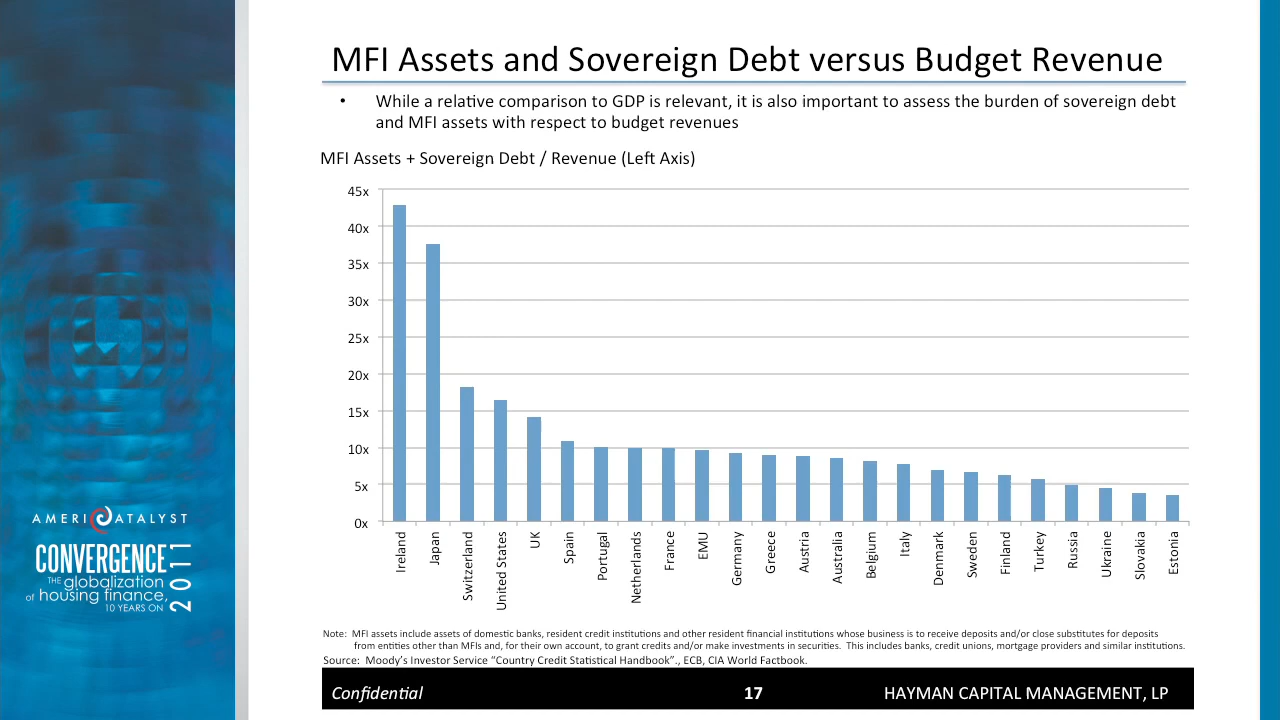 MFI Assets and Sovereign Debt versus Budget Revenue
• While a relative comparison to GDP is relevant, it is also important to assess the burden of sovereign debt
and MFI assets with respect to budget revenues
MFI Assets + Sovereign Debt / Revenue (Left Axis)
45x
40x
35x
30x
25x
20x
15x
10x
5x
0x
Ireland
Japan
Switzerland
United States
UK
Spain
Portugal
Netherlands
France
EMU
Germany
Greece
Austria
Australia
Belgium
Italy
Denmark
Sweden
Finland
Turkey
Russia
Ukraine
Slovakia
Estonia
Note: MFI assets include assets of domestic banks, resident credit institutions and other resident financial institutions whose business is to receive deposits and/or close substitutes for deposits
from entities other than MFIs and, for their own account, to grant credits and/or make investments in securities. This includes banks, credit unions, mortgage providers and similar institutions.
Source: Moody's Investor Service "Country Credit Statistical Handbook"., ECB, CIA World Factbook.
Confidential 17 HAYMAN CAPITAL MANAGEMENT, LP
AMERICATALYST
CONVERGENCE
THE globalization
of housing finance,
10 YEARS ON
2011